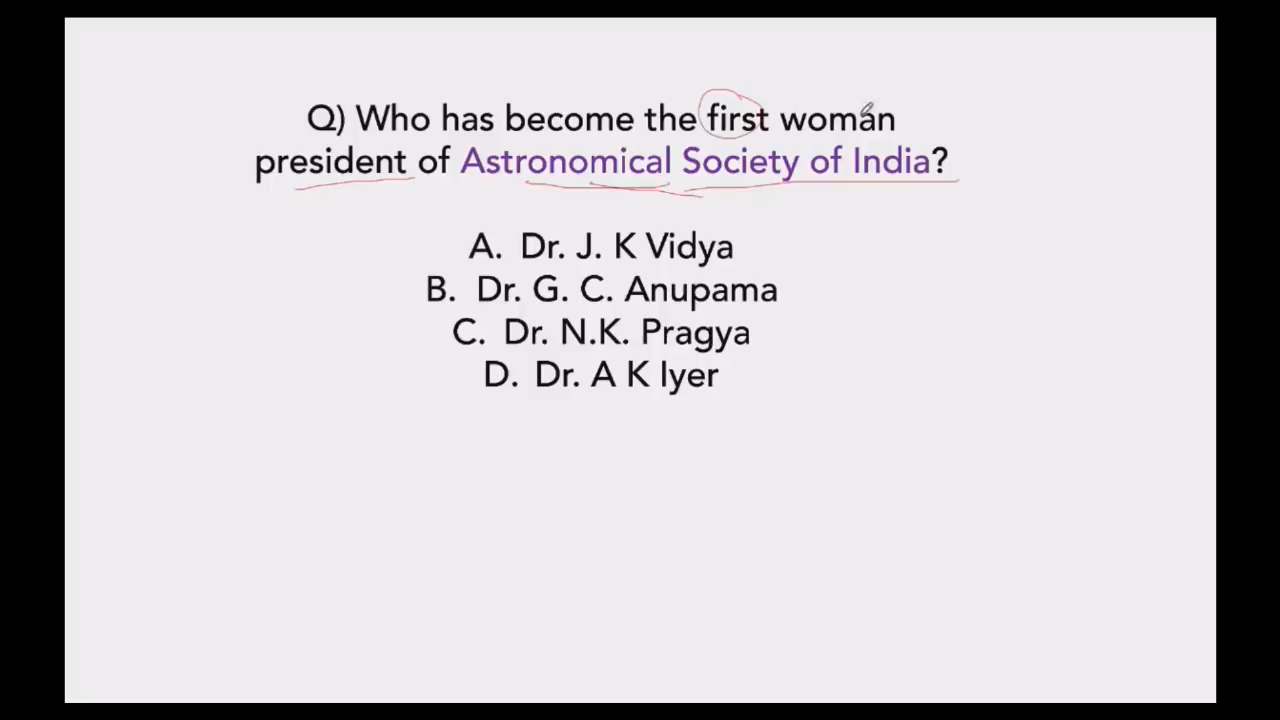 Q) Who has become the first woman
president of Astronomical Society of India?
A. Dr. J. K Vidya
B. Dr. G. C. Anupama
C. Dr. N.K. Pragya
D. Dr. A K Iyer